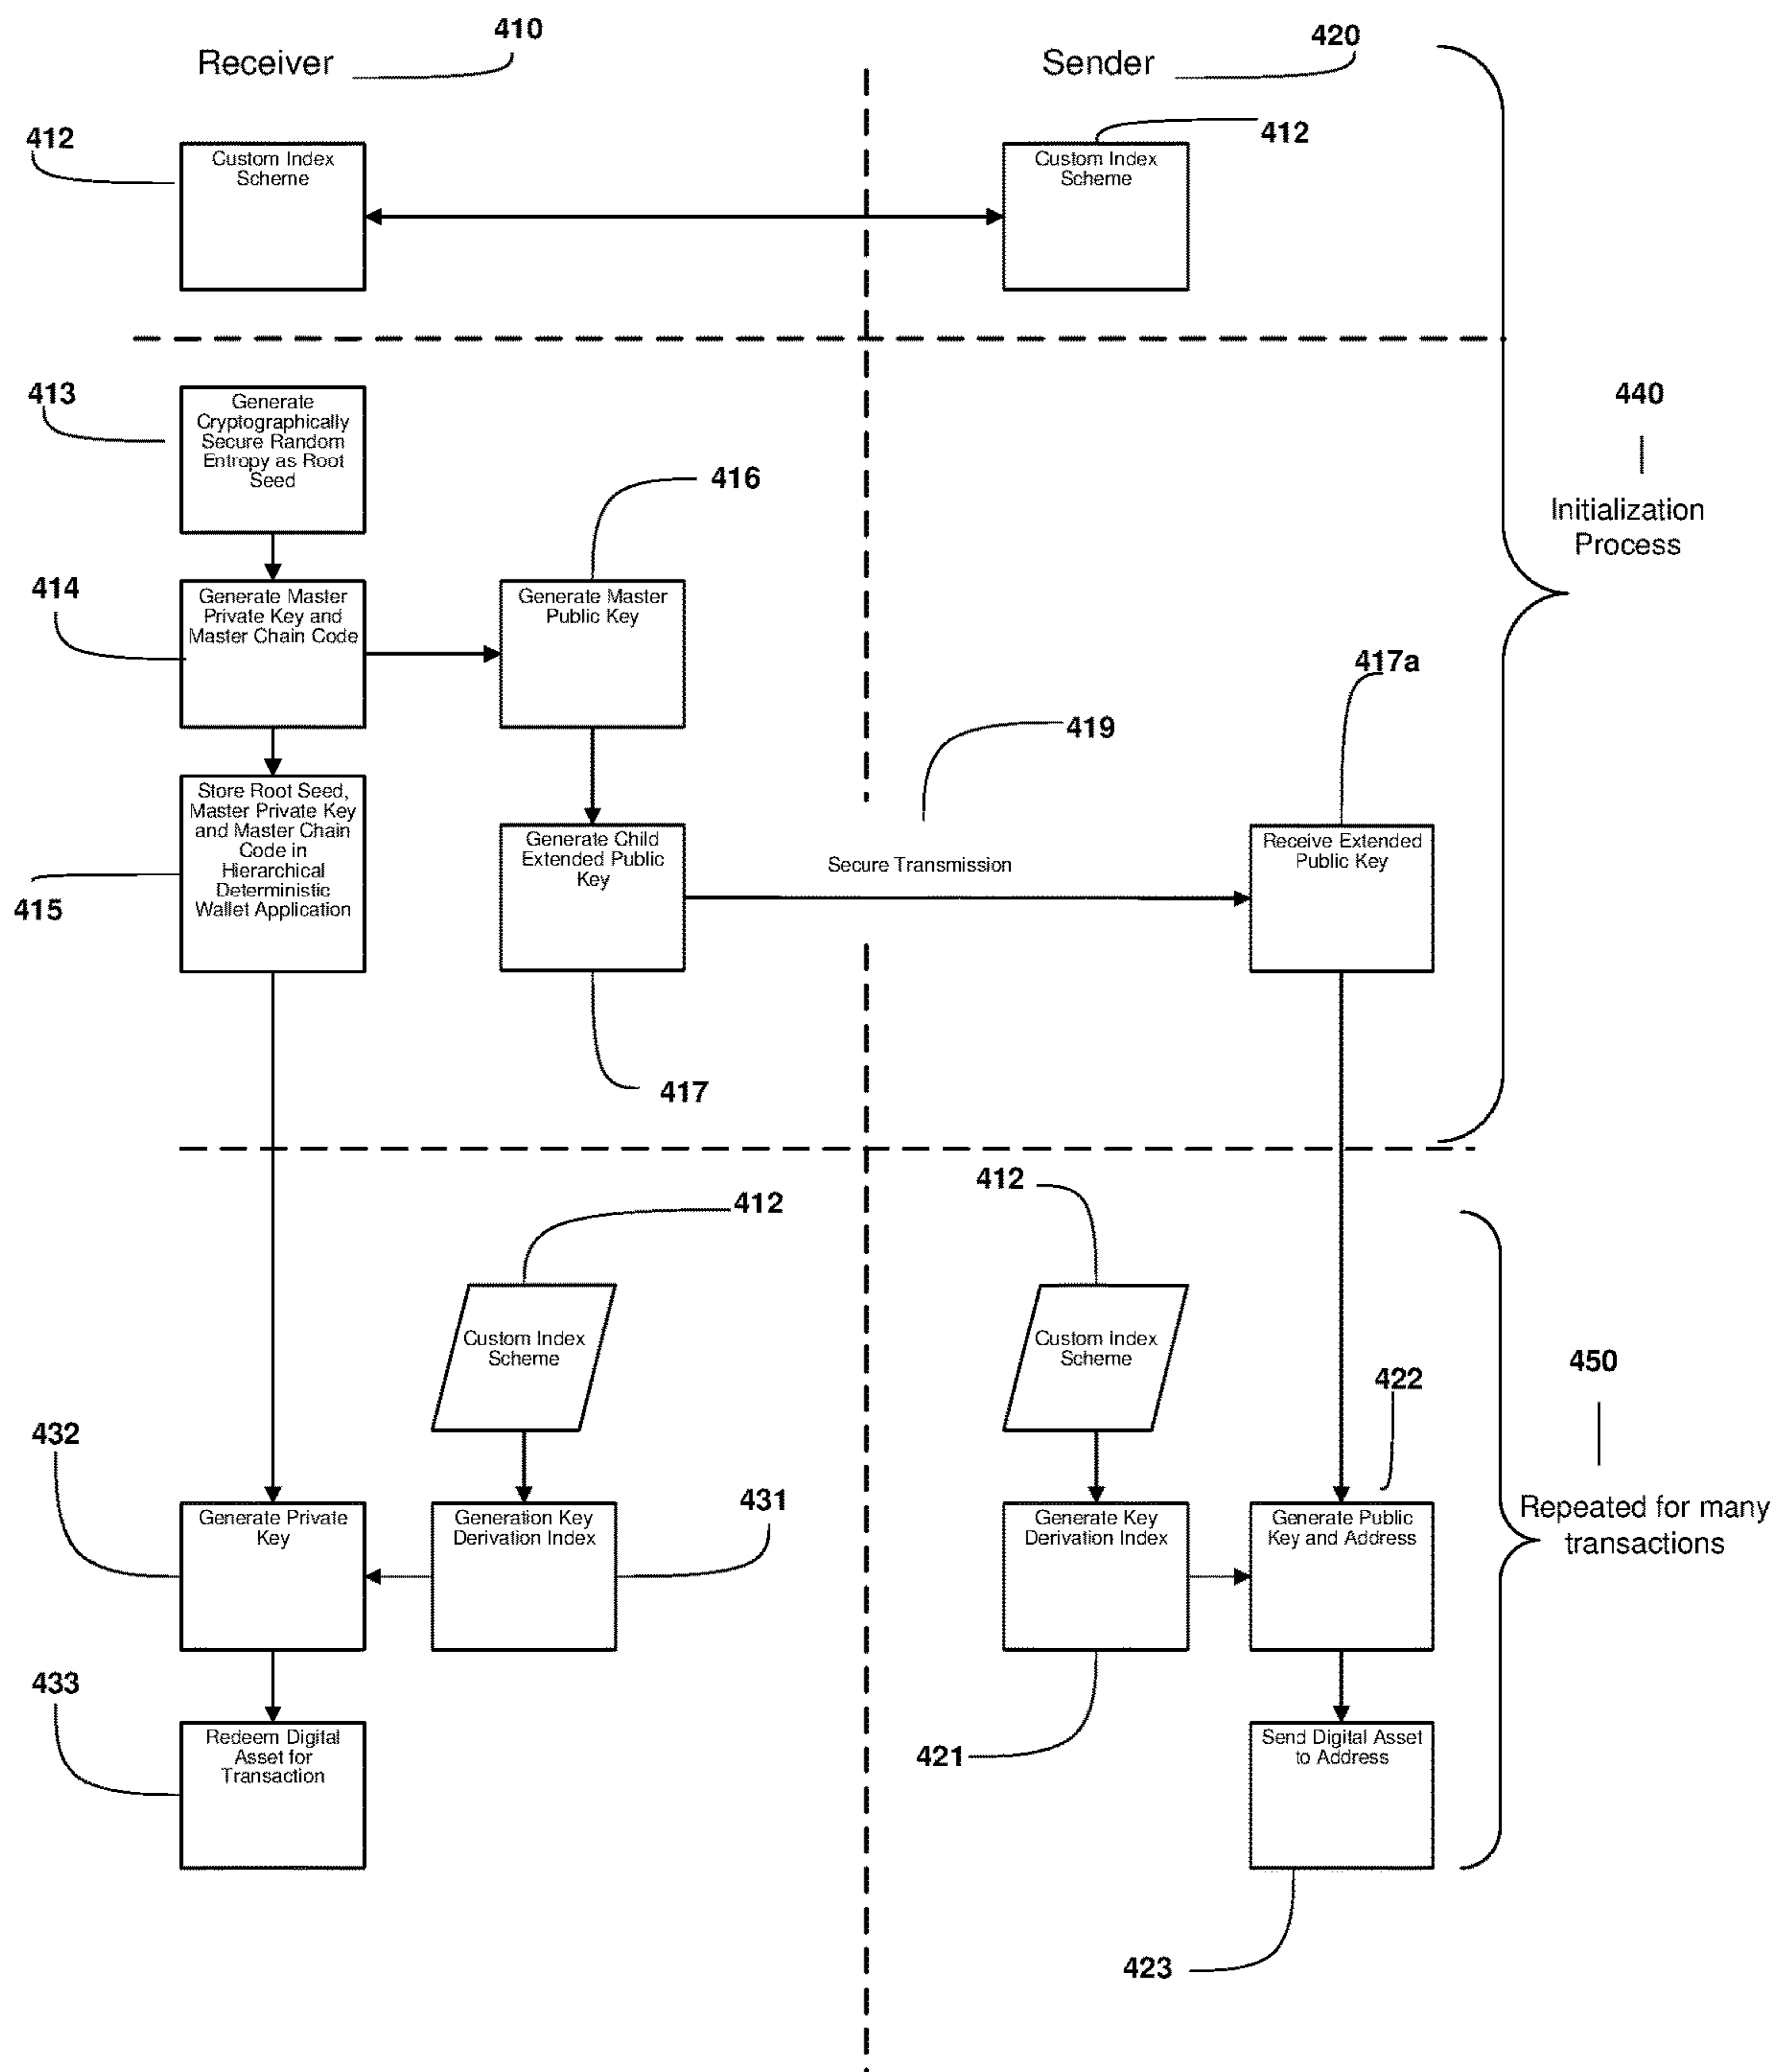 410
Receiver
420
Sender
412
Custom Index
Scheme
412
Custom Index
Scheme
413
Generate
Cryptographically
Secure Random
Entropy as Root
Seed
440
Initialization
Process
416
414
Generate Master
Private Key and
Master Chain Code
Generate Master
Public Key
417a
419
Store Root Seed,
Master Private Key
and Master Chain
Code in
Hierarchical
Deterministic
Wallet Application
415
Generate Child
Extended Public
Key
Secure Transmission
Receive Extended
Public Key
417
412
Custom Index
Scheme
412
Custom Index
Scheme
450
Repeated for many
transactions
422
432
Generate Private
Key
Generation Key
Derivation Index
431
Generate Key
Derivation Index
Generate Public
Key and Address
433
Redeem Digital
Asset for
Transaction
421
Send Digital Asset
to Address
423